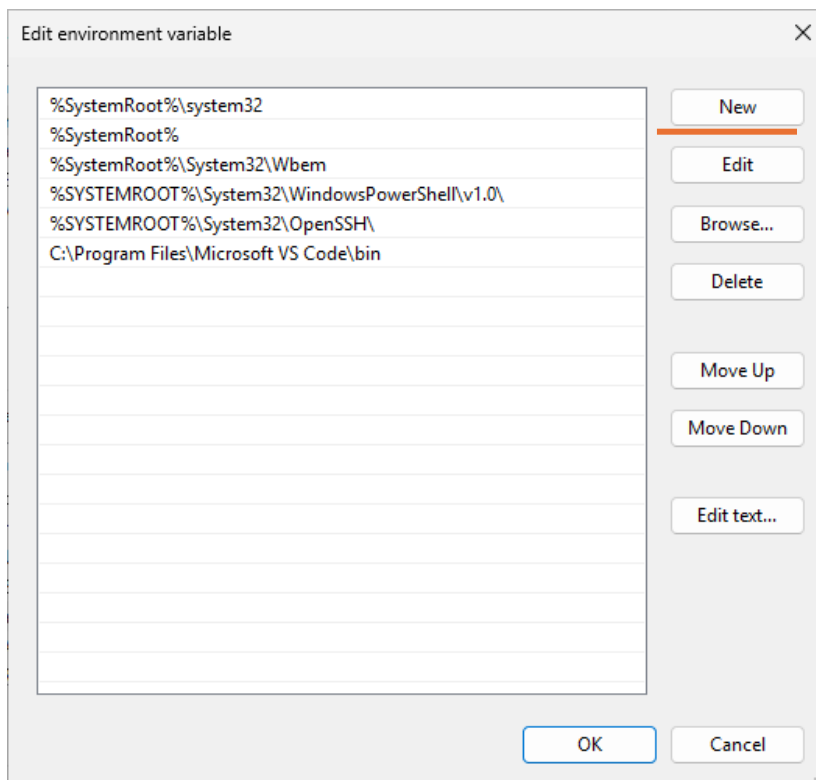 Edit environment variable
%SystemRoot%\system32
%SystemRoot%
%SystemRoot%\System32\Wbem
%SYSTEMROOT%\System32\WindowsPowerShell\v1.0\
%SYSTEMROOT%\System32\OpenSSH\
C:\Program Files\Microsoft VS Code\bin
New
Edit
Browse...
Delete
Move Up
Move Down
Edit text...
OK
Cancel